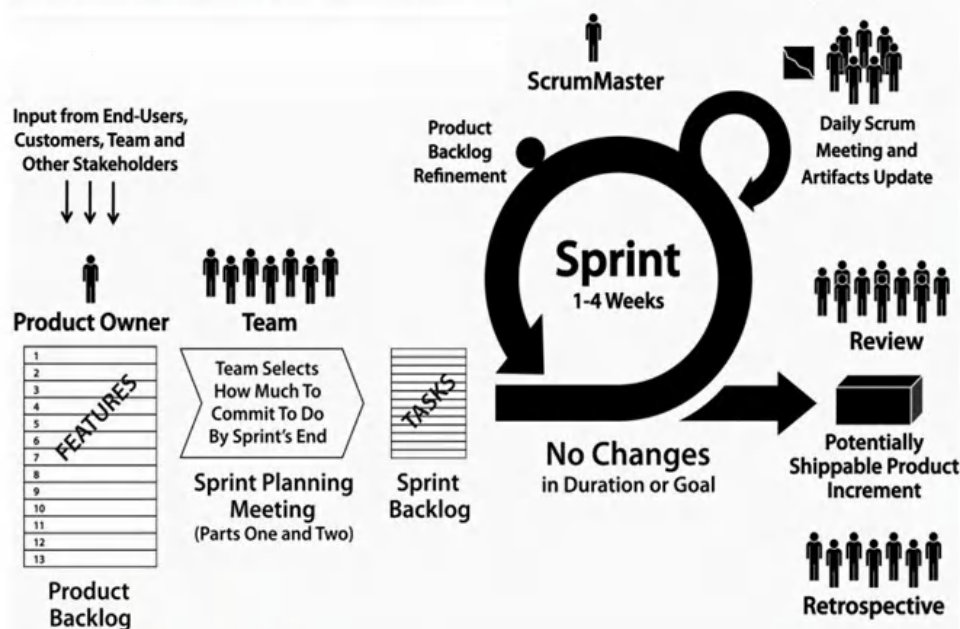 ScrumMaster
Input from End-Users,
Customers, Team and
Other Stakeholders
Product
Backlog
Refinement
Daily Scrum
Meeting and
Artifacts Update
Sprint
1-4 Weeks
Product Owner
Team
Review
1
2
3
4
5
6
7
8
9
10
11
12
13
FEATURES
Team Selects
How Much To
Commit To Do
By Sprint's End
TASKS
Sprint Planning
Meeting
(Parts One and Two)
Sprint
Backlog
No Changes
in Duration or Goal
Potentially
Shippable Product
Increment
Product
Backlog
Retrospective